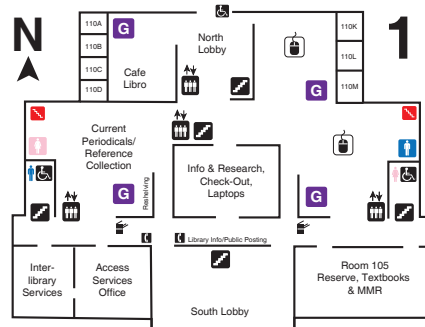 N
1
110A
110B
110C
110D
G
Cafe
Libro
North
Lobby
110K
110L
110M
G
Current
Periodicals/
Reference
Collection
G
Reshelving
Info & Research,
Check-Out,
Laptops
G
Library Info/Public Posting
Inter-
library
Services
Access
Services
Office
South Lobby
Room 105
Reserve, Textbooks
& MMR